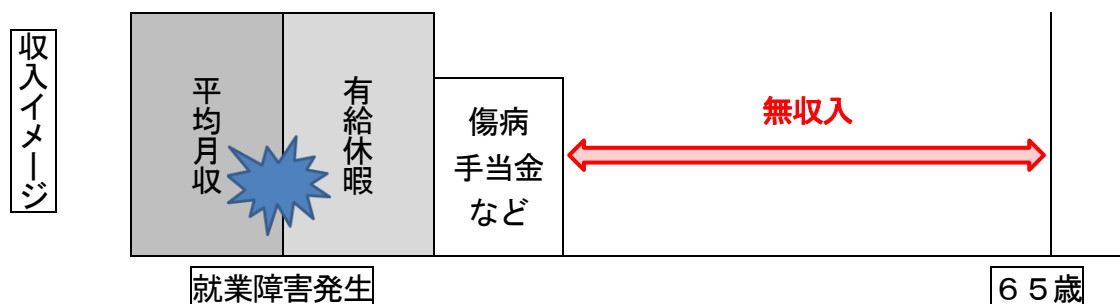 収入イメージ
平均月収
有給休暇
傷病
手当金
など
無収入
就業障害発生
６５歳